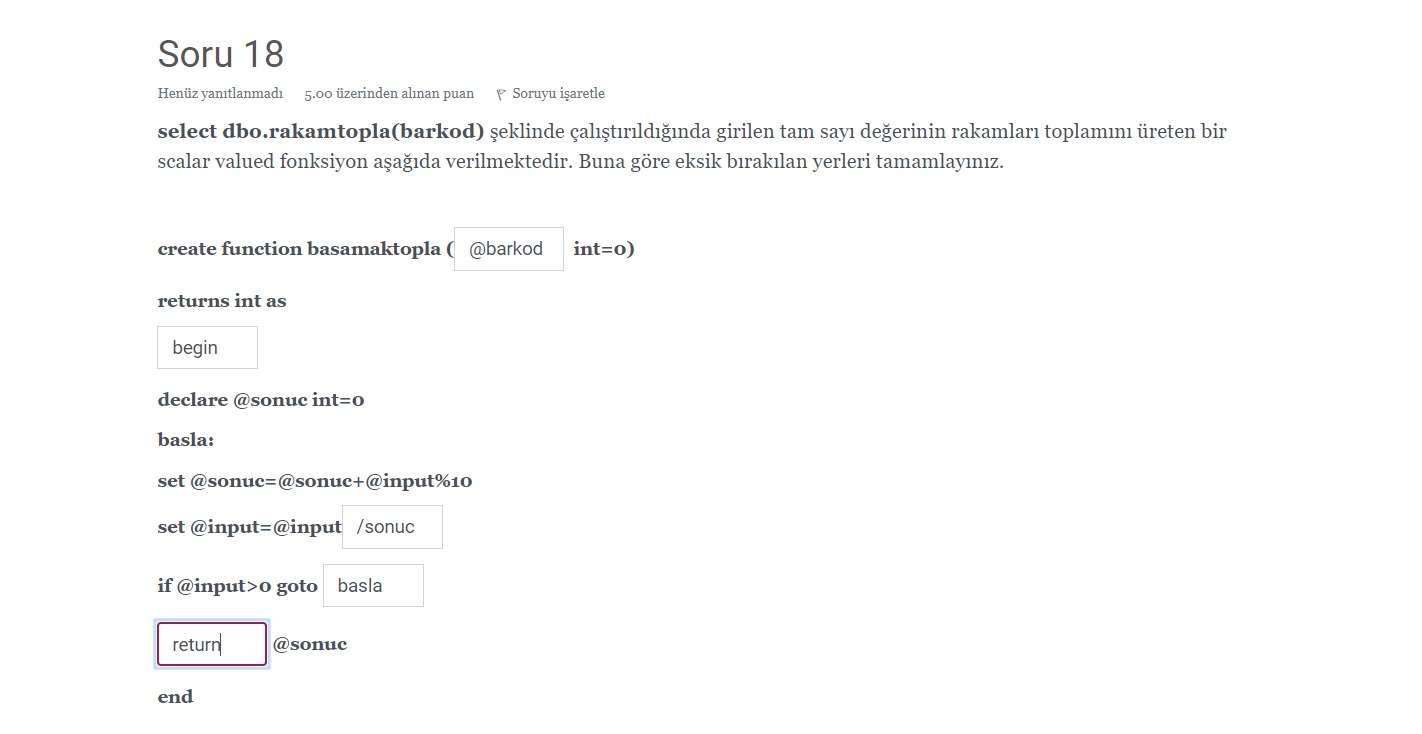 Soru 18
Henüz yanıtlanmadı 5.00 üzerinden alınan puan Soruyu işaretle
select dbo.rakamtopla(barkod) şeklinde çalıştırıldığında girilen tam sayı değerinin rakamları toplamını üreten bir
scalar valued fonksiyon aşağıda verilmektedir. Buna göre eksik bırakılan yerleri tamamlayınız.
create function basamaktopla ( @barkod int=0)
returns int as
begin
declare @sonuc int=0
basla:
set @sonuc=@sonuc+@input%10
set @input=@input /sonuc
if @input>0 goto basla
return @sonuc
end